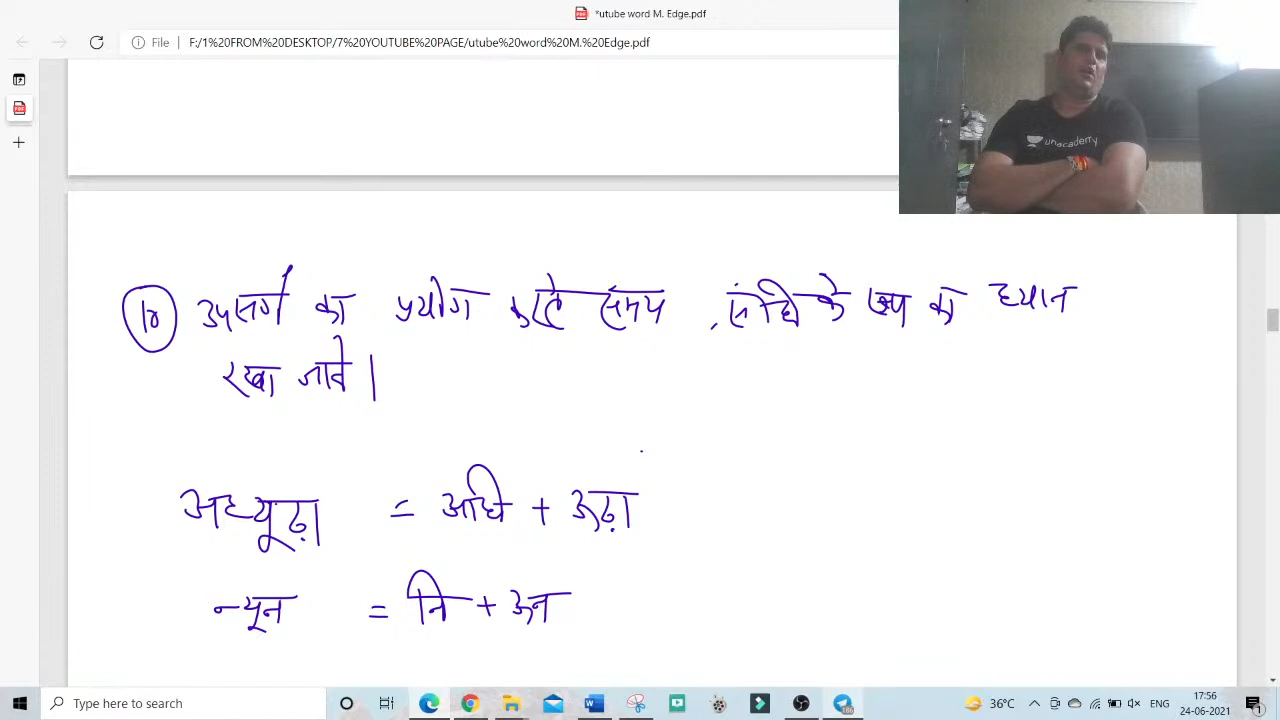 *utube word M. Edge.pdf
File F:/1%20FROM%20DESKTOP/7%20YOUTUBE%20PAGE/utube%20word%20M.%20Edge.pdf
unacademy
10 उपसर्ग का प्रयोग करते समय, संधि के रूप का ध्यान
रखा जावे।
अध्यूढ़ा = अधि + ऊढ़ा
न्यून = नि + ऊन
Type here to search
186
36°C
ENG
17:56
24-06-2021
1